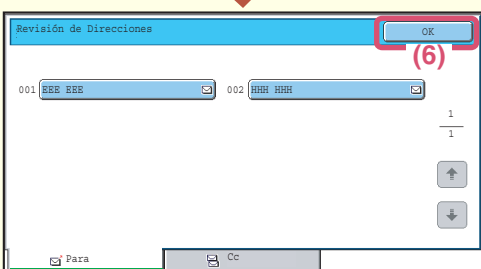 Revisión de Direcciones
OK
(6)
001 EEE EEE
002 HHH HHH
1
1
Para
Cc